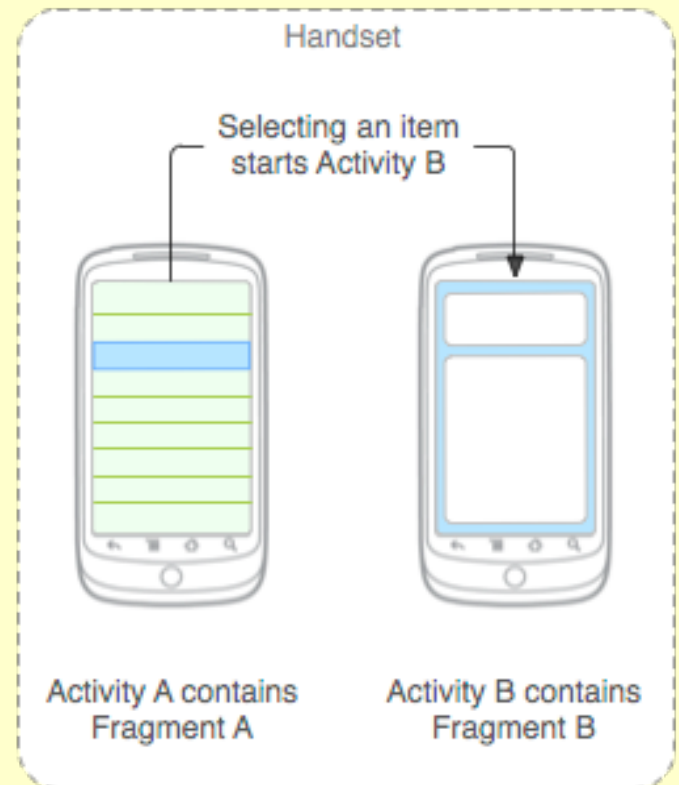 Handset
Selecting an item
starts Activity B
Activity A contains
Fragment A
Activity B contains
Fragment B